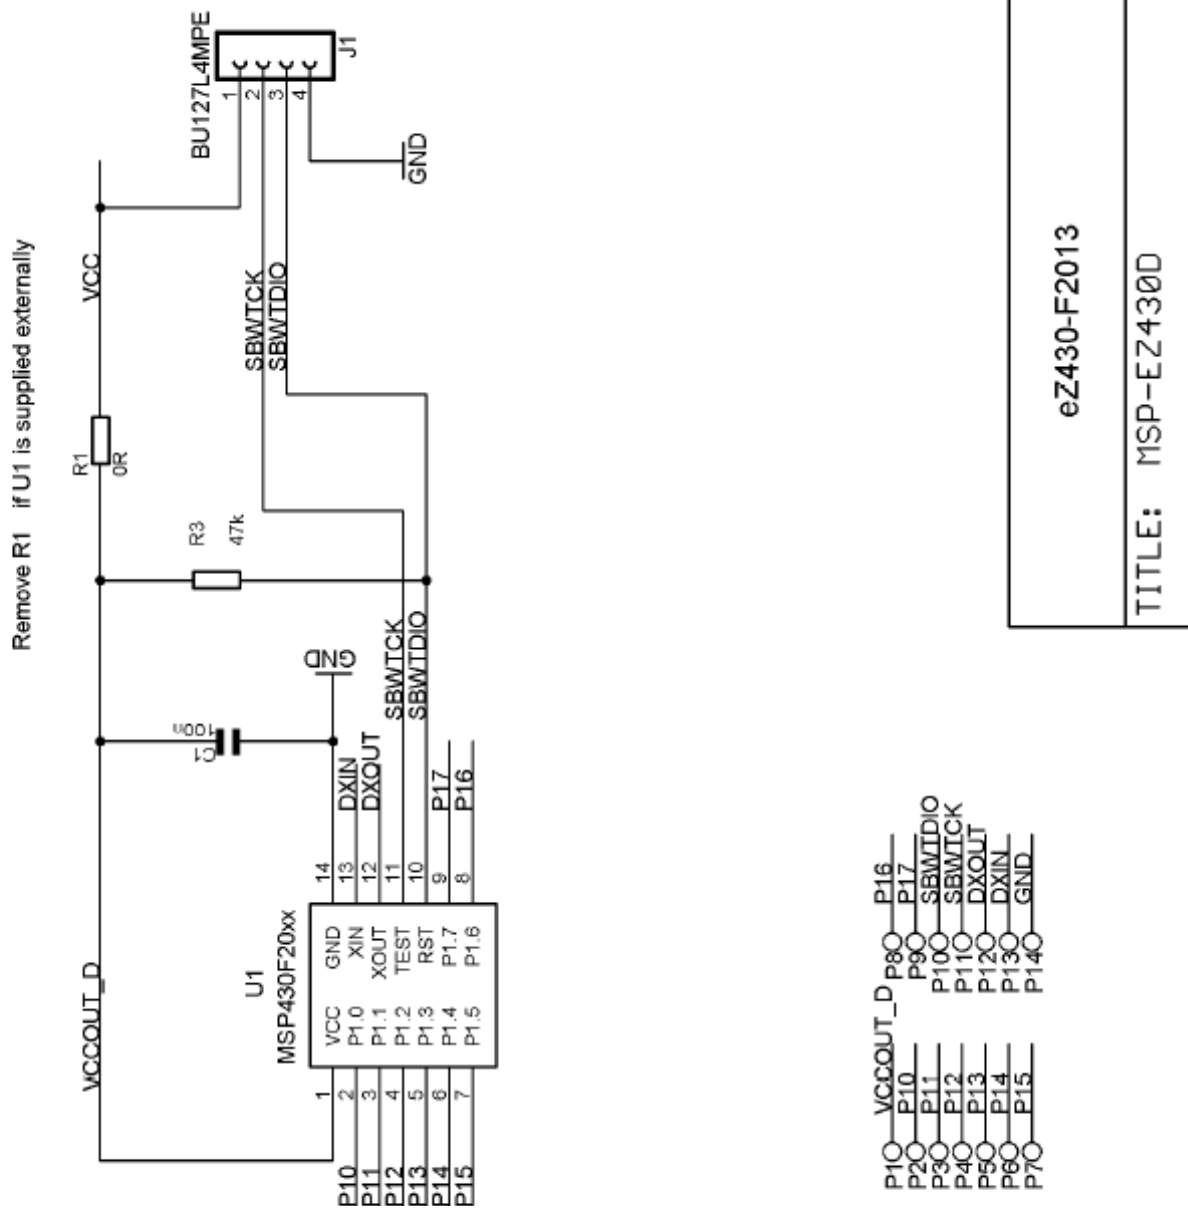 Remove R1 if U1 is supplied externally
VCCOUT_D
VCC
R1
0R
C1
100n
R3
47k
GND
BU127L4MPE
J1
1
2
3
4
GND
SBWTCK
SBWTDIO
SBWTCK
SBWTDIO
U1
MSP430F20xx
1 VCC GND 14
P10 2 P1.0 XIN 13 DXIN
P11 3 P1.1 XOUT 12 DXOUT
P12 4 P1.2 TEST 11
P13 5 P1.3 RST 10
P14 6 P1.4 P1.7 9 P17
P15 7 P1.5 P1.6 8 P16
P1 VCCOUT_D
P2 P10
P3 P11
P4 P12
P5 P13
P6 P14
P7 P15
P8 P16
P9 P17
P10 SBWTDIO
P11 SBWTCK
P12 DXOUT
P13 DXIN
P14 GND
eZ430-F2013
TITLE: MSP-EZ430D